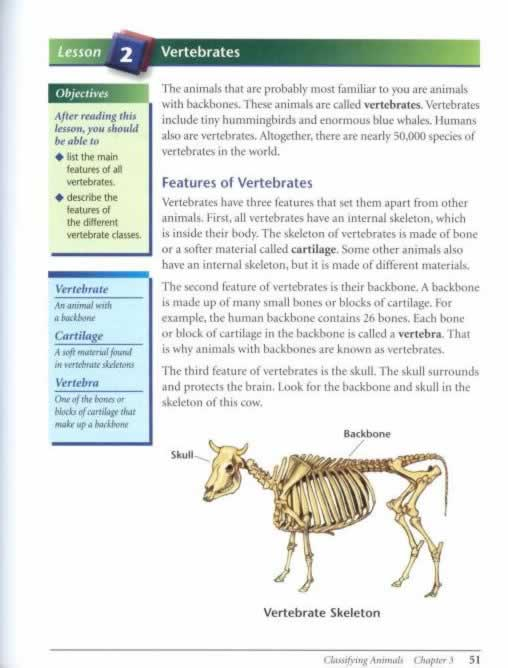 Lesson 2 Vertebrates
Objectives
After reading this
lesson, you should
be able to
◆ list the main
features of all
vertebrates.
◆ describe the
features of
the different
vertebrate classes.
Vertebrate
An animal with
a backbone
Cartilage
A soft material found
in vertebrate skeletons
Vertebra
One of the bones or
blocks of cartilage that
make up a backbone
The animals that are probably most familiar to you are animals
with backbones. These animals are called vertebrates. Vertebrates
include tiny hummingbirds and enormous blue whales. Humans
also are vertebrates. Altogether, there are nearly 50,000 species of
vertebrates in the world.
Features of Vertebrates
Vertebrates have three features that set them apart from other
animals. First, all vertebrates have an internal skeleton, which
is inside their body. The skeleton of vertebrates is made of bone
or a softer material called cartilage. Some other animals also
have an internal skeleton, but it is made of different materials.
The second feature of vertebrates is their backbone. A backbone
is made up of many small bones or blocks of cartilage. For
example, the human backbone contains 26 bones. Each bone
or block of cartilage in the backbone is called a vertebra. That
is why animals with backbones are known as vertebrates.
The third feature of vertebrates is the skull. The skull surrounds
and protects the brain. Look for the backbone and skull in the
skeleton of this cow.
Backbone
Skull
Vertebrate Skeleton
Classifying Animals Chapter 3 51